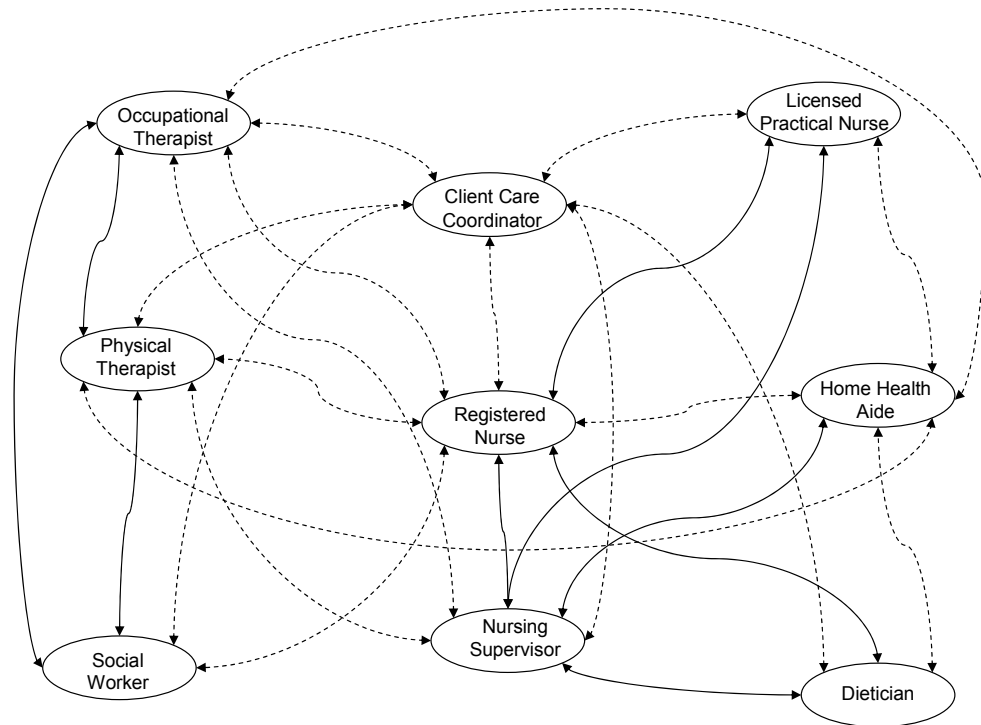 Occupational
Therapist
Licensed
Practical Nurse
Client Care
Coordinator
Physical
Therapist
Home Health
Aide
Registered
Nurse
Nursing
Supervisor
Social
Worker
Dietician